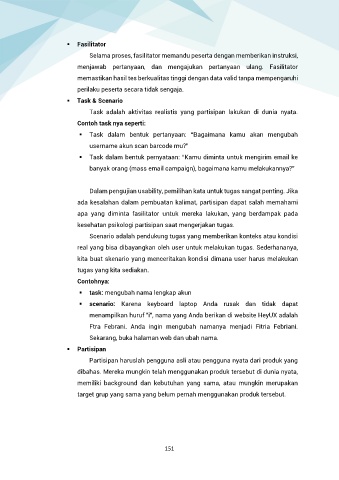 ▪ Fasilitator
Selama proses, fasilitator memandu peserta dengan memberikan instruksi,
menjawab pertanyaan, dan mengajukan pertanyaan ulang. Fasilitator
memastikan hasil tes berkualitas tinggi dengan data valid tanpa mempengaruhi
perilaku peserta secara tidak sengaja.
▪ Task & Scenario
Task adalah aktivitas realistis yang partisipan lakukan di dunia nyata.
Contoh task nya seperti:
▪ Task dalam bentuk pertanyaan: "Bagaimana kamu akan mengubah
username akun scan barcode mu?"
▪ Task dalam bentuk pernyataan: "Kamu diminta untuk mengirim email ke
banyak orang (mass email campaign), bagaimana kamu melakukannya?"
Dalam pengujian usability, pemilihan kata untuk tugas sangat penting. Jika
ada kesalahan dalam pembuatan kalimat, partisipan dapat salah memahami
apa yang diminta fasilitator untuk mereka lakukan, yang berdampak pada
kesehatan psikologi partisipan saat mengerjakan tugas.
Scenario adalah pendukung tugas yang memberikan konteks atau kondisi
real yang bisa dibayangkan oleh user untuk melakukan tugas. Sederhananya,
kita buat skenario yang menceritakan kondisi dimana user harus melakukan
tugas yang kita sediakan.
Contohnya:
▪ task: mengubah nama lengkap akun
▪ scenario: Karena keyboard laptop Anda rusak dan tidak dapat
menampilkan huruf "i", nama yang Anda berikan di website HeyUX adalah
Ftra Febrani. Anda ingin mengubah namanya menjadi Fitria Febriani.
Sekarang, buka halaman web dan ubah nama.
▪ Partisipan
Partisipan haruslah pengguna asli atau pengguna nyata dari produk yang
dibahas. Mereka mungkin telah menggunakan produk tersebut di dunia nyata,
memiliki background dan kebutuhan yang sama, atau mungkin merupakan
target grup yang sama yang belum pernah menggunakan produk tersebut.
151